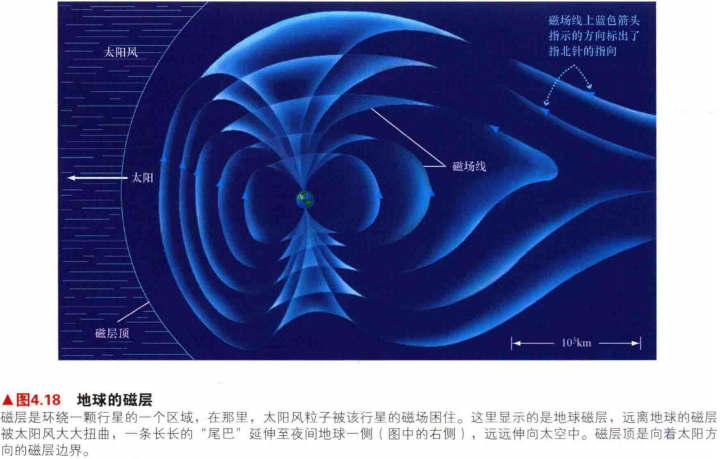 磁场线上蓝色箭头
指示的方向标出了
指北针的指向
太阳风
磁场线
太阳
磁层顶
10⁵km
▲图4.18 地球的磁层
磁层是环绕一颗行星的一个区域，在那里，太阳风粒子被该行星的磁场困住。这里显示的是地球磁层，远离地球的磁层
被太阳风大大扭曲，一条长长的“尾巴”延伸至夜间地球一侧（图中的右侧），远远伸向太空中。磁层顶是向着太阳方
向的磁层边界。